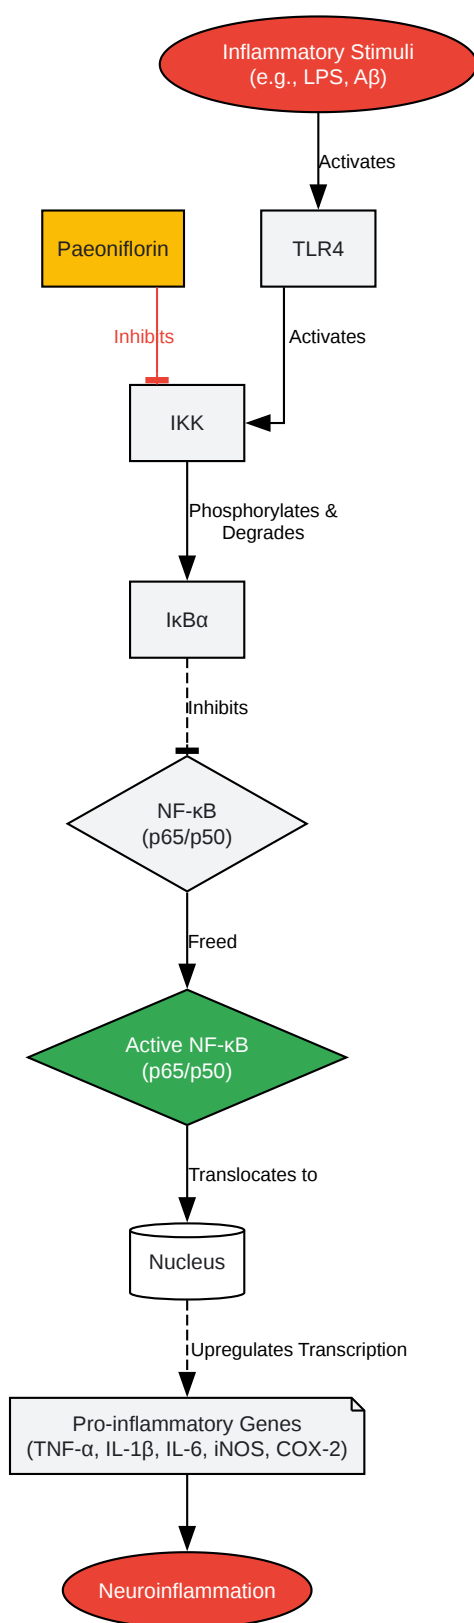 Inflammatory Stimuli
(e.g., LPS, Aβ)
Activates
Paeoniflorin
TLR4
Inhibits
Activates
IKK
Phosphorylates &
Degrades
IκBα
Inhibits
NF-κB
(p65/p50)
Freed
Active NF-κB
(p65/p50)
Translocates to
Nucleus
Upregulates Transcription
Pro-inflammatory Genes
(TNF-α, IL-1β, IL-6, iNOS, COX-2)
Neuroinflammation